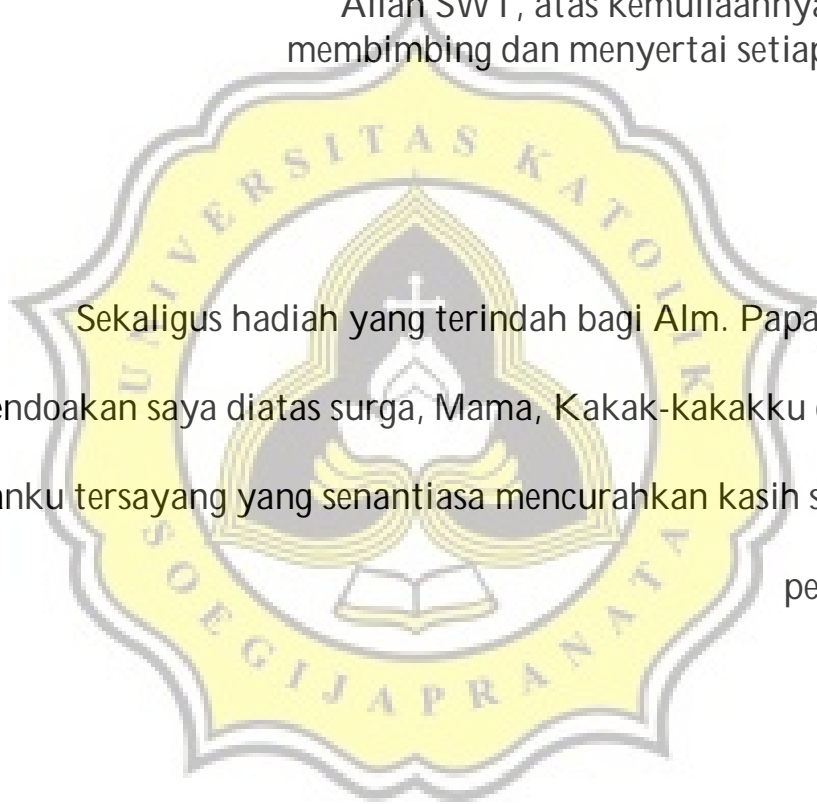 Allah SWT, atas kemuliaannya
membimbing dan menyertai setiap
UNIVERSITAS KATOLIK
Sekaligus hadiah yang terindah bagi Alm. Papa
endoakan saya diatas surga, Mama, Kakak-kakakku
anku tersayang yang senantiasa mencurahkan kasih s
pe
SOEGIJAPRANATA